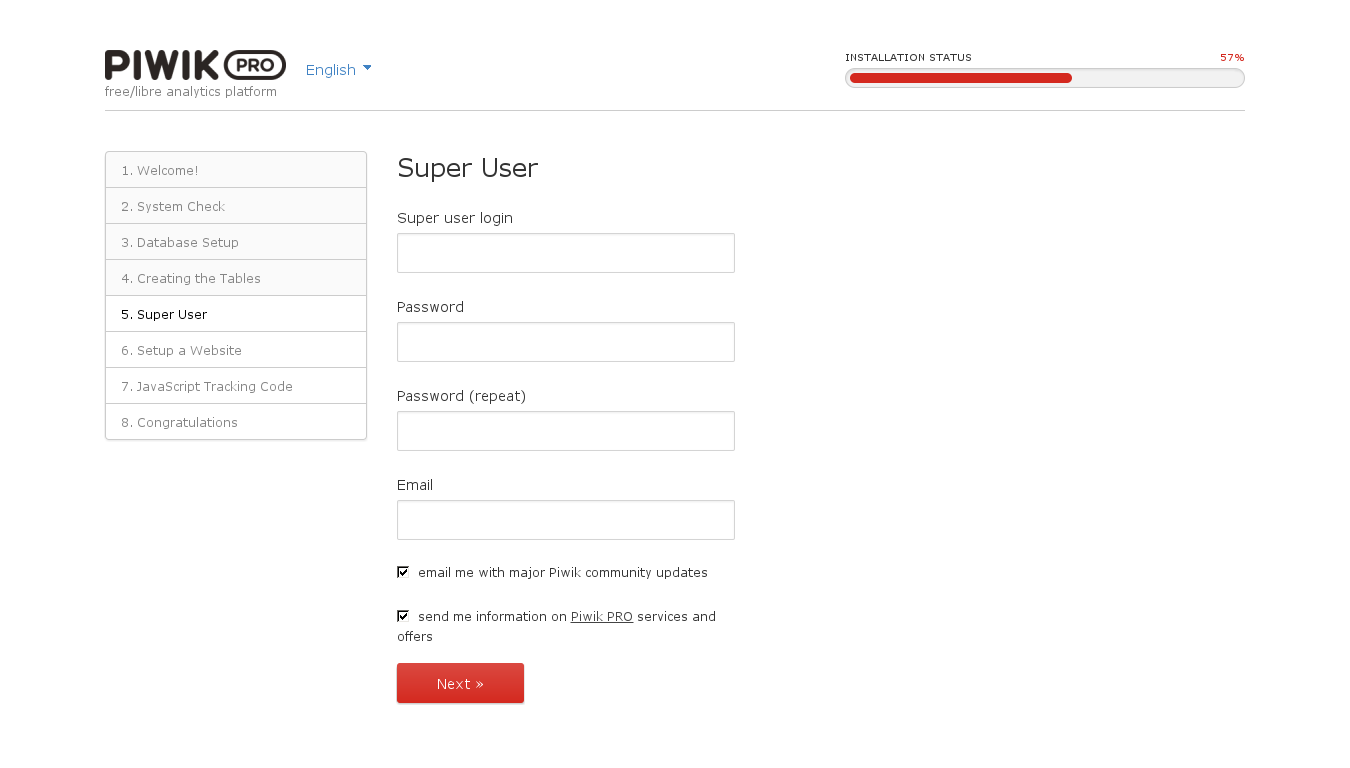 PIWIK PRO
free/libre analytics platform
English
INSTALLATION STATUS 57%
1. Welcome!
2. System Check
3. Database Setup
4. Creating the Tables
5. Super User
6. Setup a Website
7. JavaScript Tracking Code
8. Congratulations
Super User
Super user login
Password
Password (repeat)
Email
email me with major Piwik community updates
send me information on Piwik PRO services and
offers
Next »